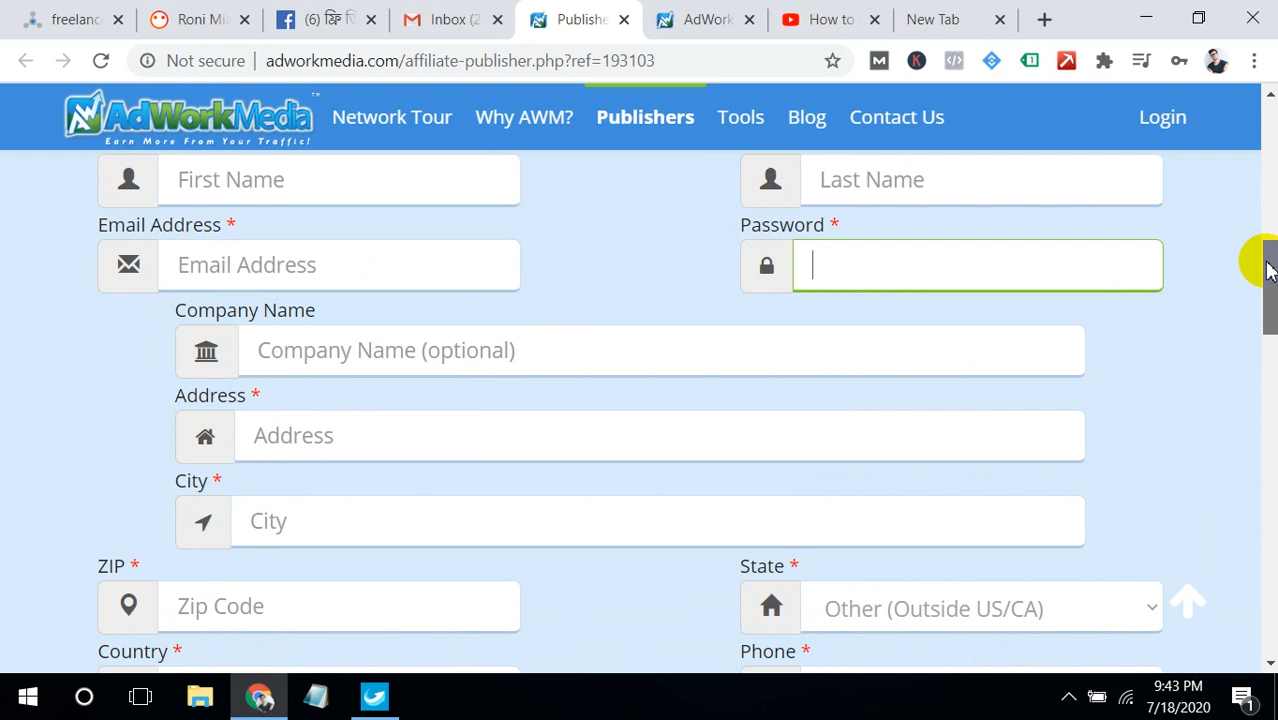 freelanc
Roni Mi
(6) ফ্রি
Inbox (2
Publishe
AdWork
How to
New Tab
Not secure
adworkmedia.com/affiliate-publisher.php?ref=193103
AdWorkMedia™
Earn More From Your Traffic!
Network Tour
Why AWM?
Publishers
Tools
Blog
Contact Us
Login
First Name
Last Name
Email Address *
Password *
Email Address
Company Name
Company Name (optional)
Address *
Address
City *
City
ZIP *
State *
Zip Code
Other (Outside US/CA)
Country *
Phone *
9:43 PM
7/18/2020
1